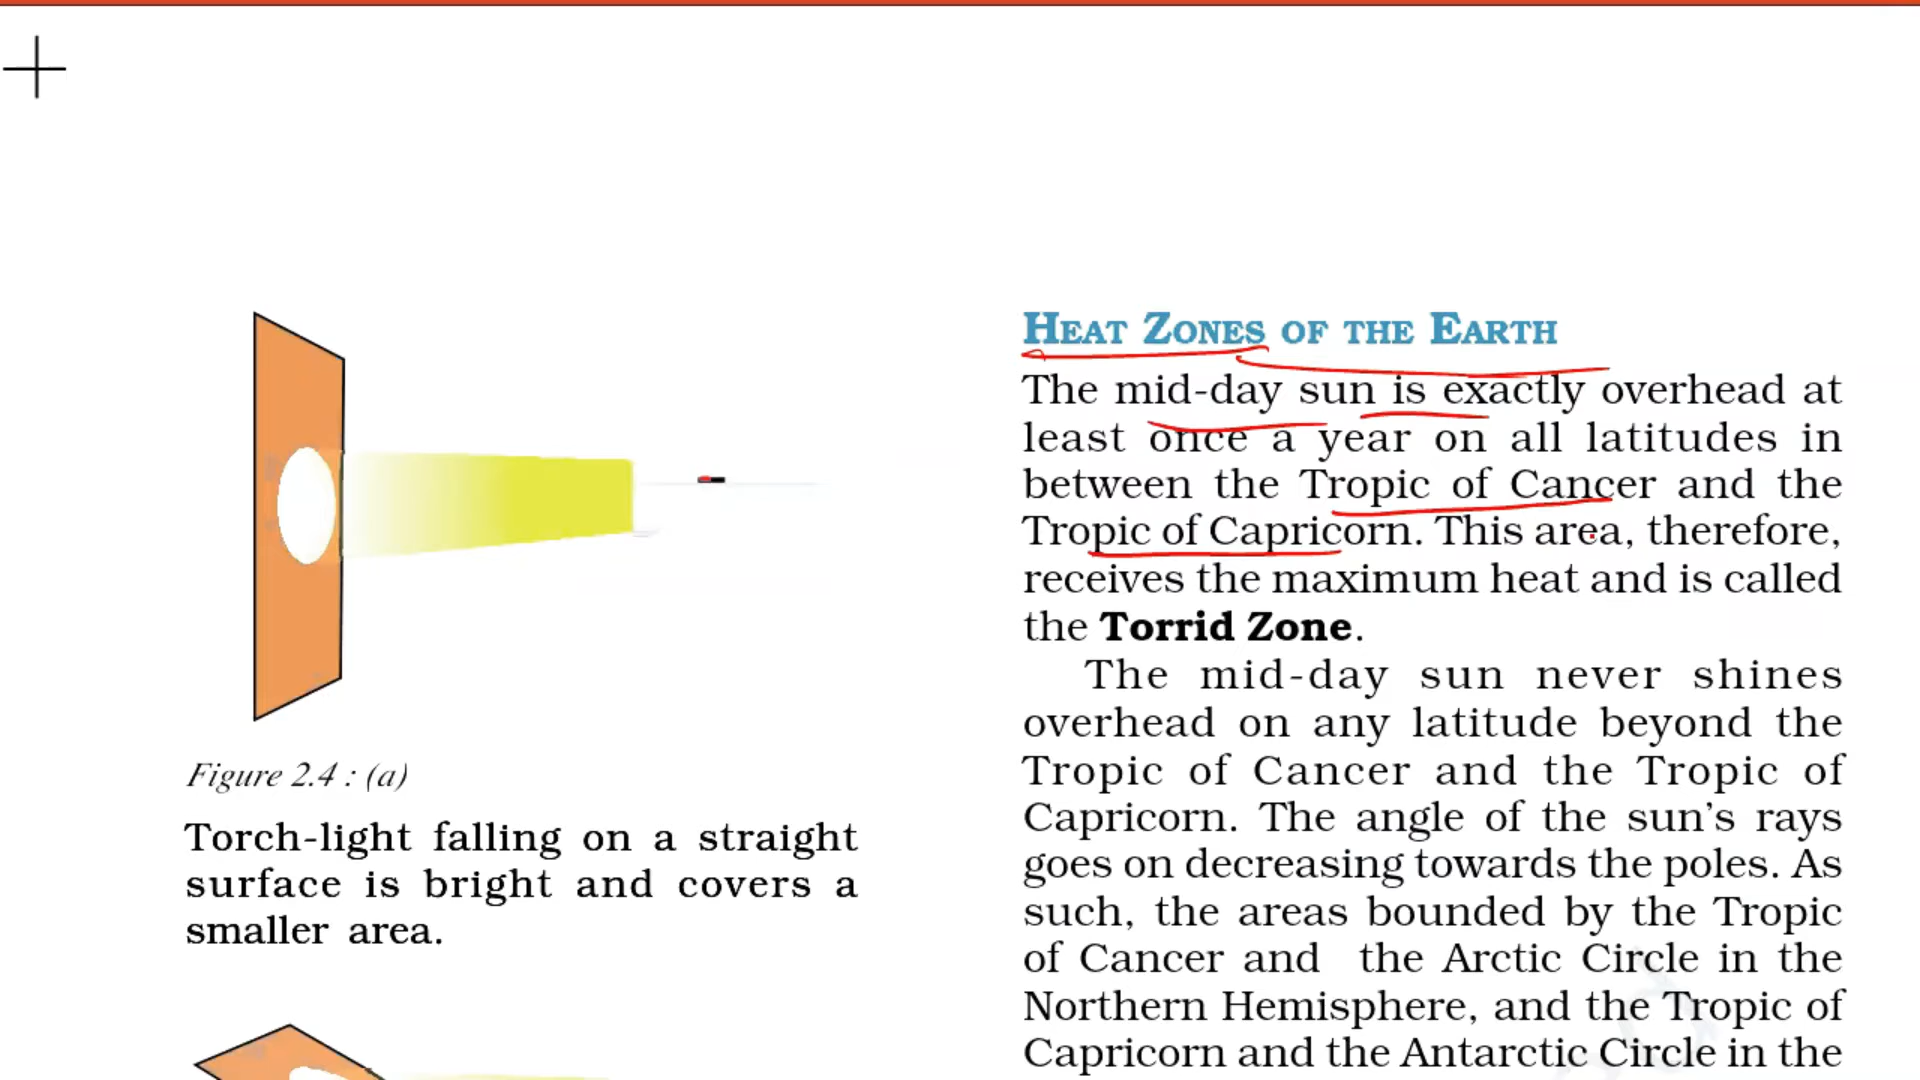 Figure 2.4 : (a)
Torch-light falling on a straight
surface is bright and covers a
smaller area.
HEAT ZONES OF THE EARTH
The mid-day sun is exactly overhead at
least once a year on all latitudes in
between the Tropic of Cancer and the
Tropic of Capricorn. This area, therefore,
receives the maximum heat and is called
the Torrid Zone.
The mid-day sun never shines
overhead on any latitude beyond the
Tropic of Cancer and the Tropic of
Capricorn. The angle of the sun’s rays
goes on decreasing towards the poles. As
such, the areas bounded by the Tropic
of Cancer and the Arctic Circle in the
Northern Hemisphere, and the Tropic of
Capricorn and the Antarctic Circle in the